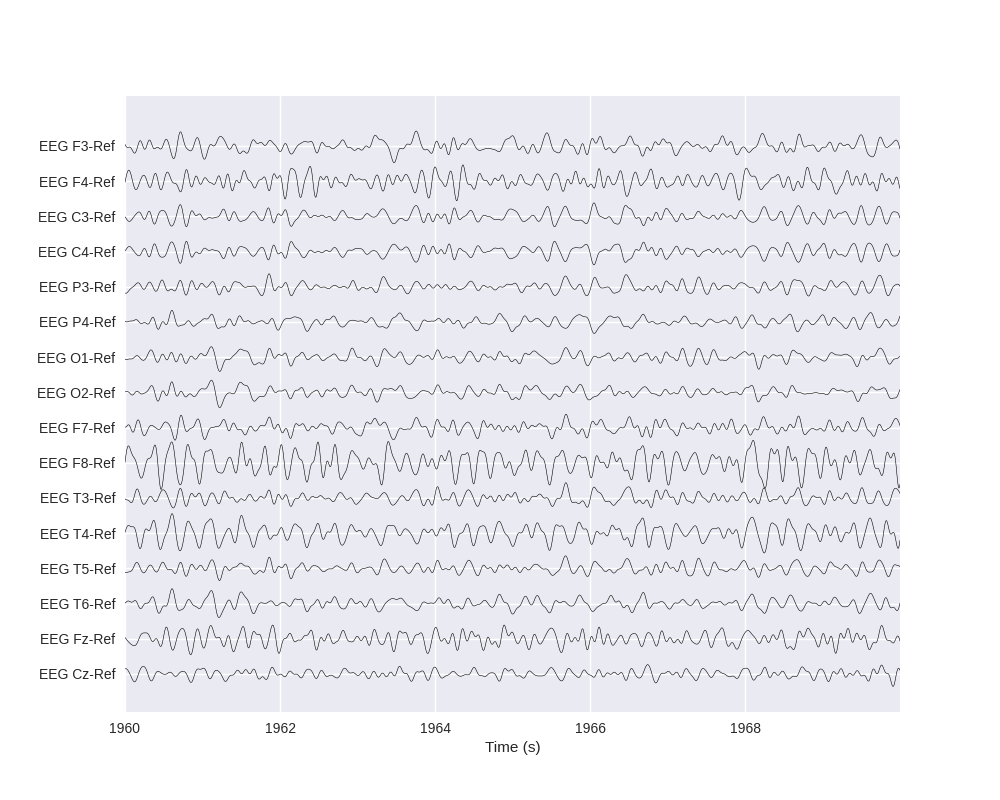 EEG F3-Ref
EEG F4-Ref
EEG C3-Ref
EEG C4-Ref
EEG P3-Ref
EEG P4-Ref
EEG O1-Ref
EEG O2-Ref
EEG F7-Ref
EEG F8-Ref
EEG T3-Ref
EEG T4-Ref
EEG T5-Ref
EEG T6-Ref
EEG Fz-Ref
EEG Cz-Ref
1960 1962 1964 1966 1968
Time (s)